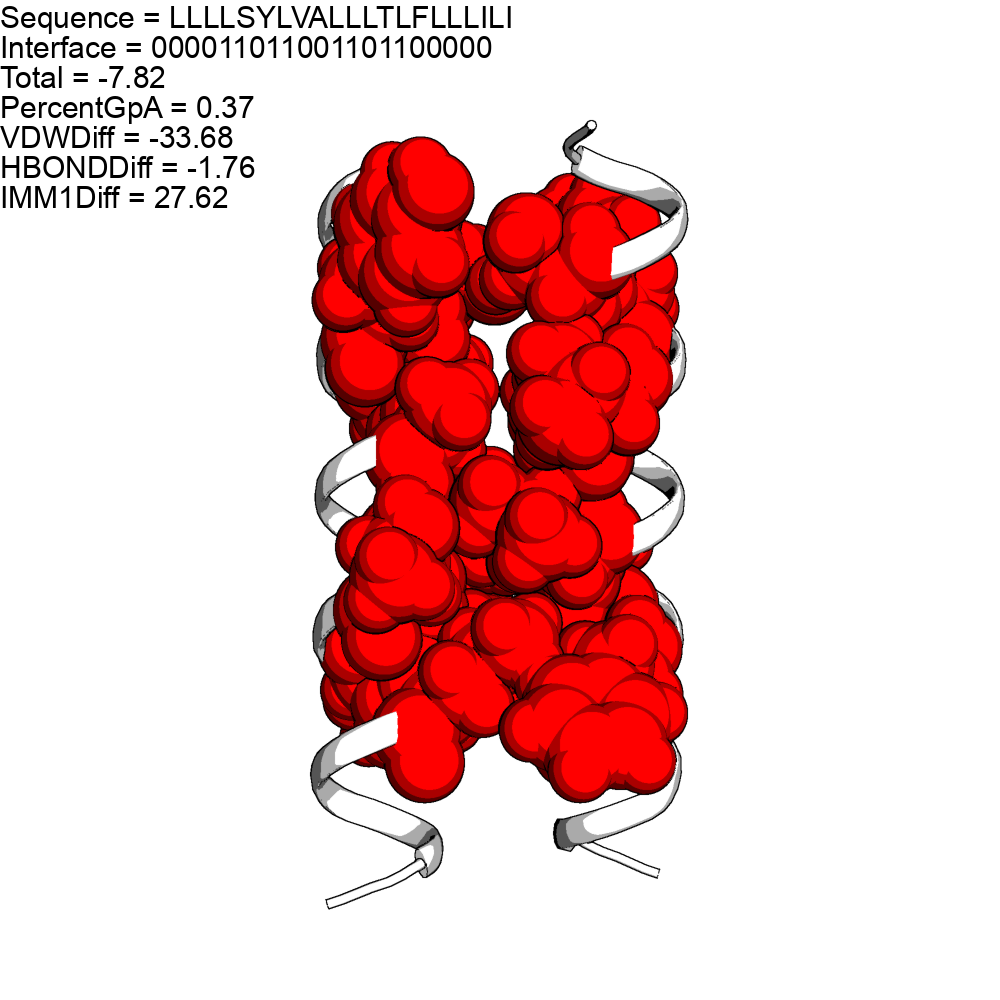 Sequence = LLLLSYLVALLLTLFLLLILI
Interface = 000011011001101100000
Total = -7.82
PercentGpA = 0.37
VDWDiff = -33.68
HBONDDiff = -1.76
IMM1Diff = 27.62